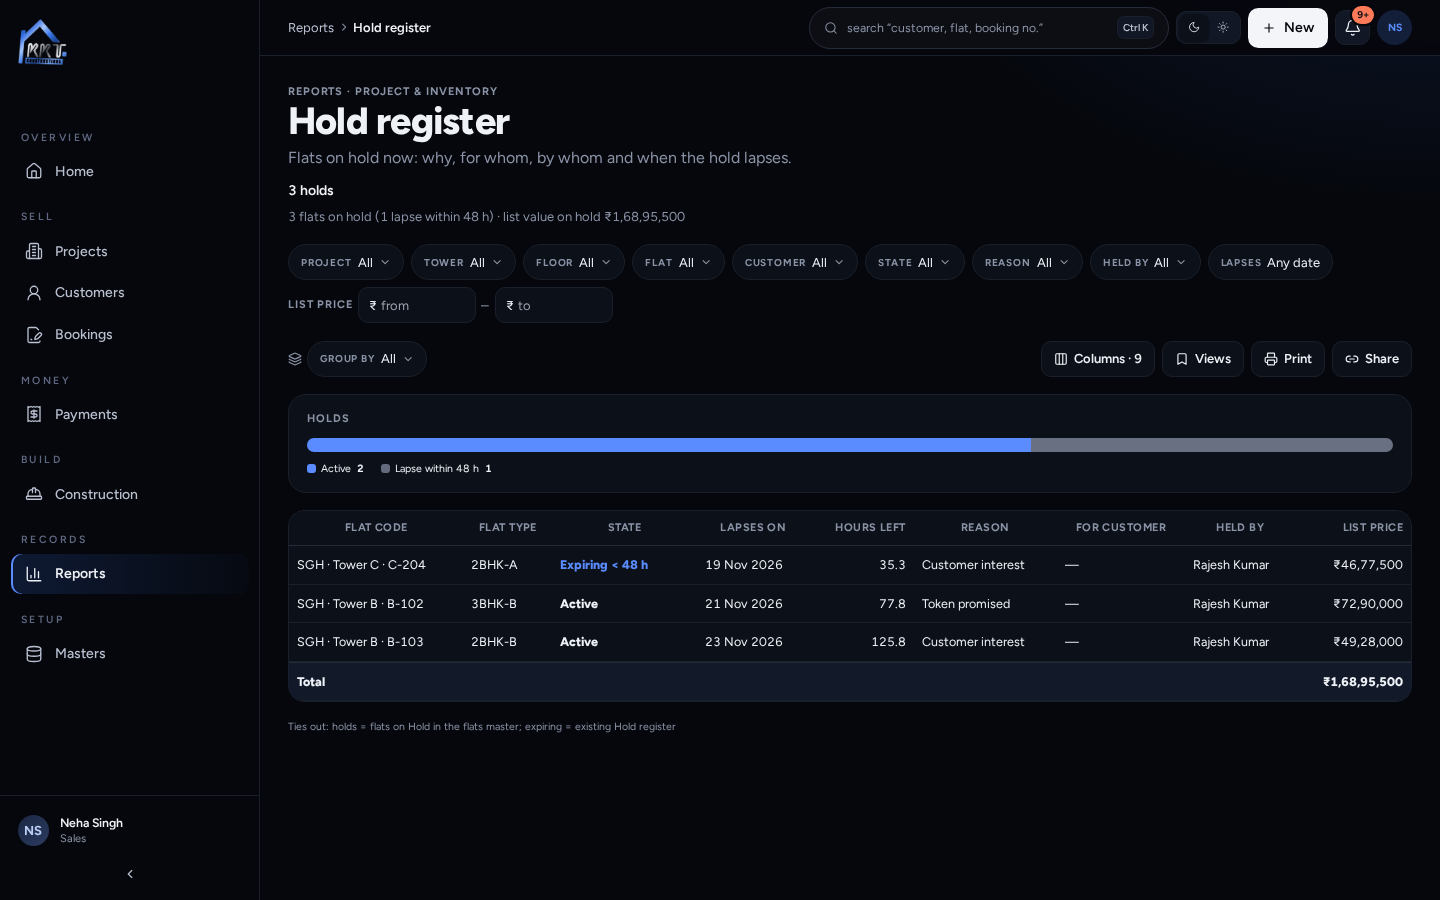 Reports > Hold register
search “customer, flat, booking no.”
Ctrl K
New
9+
NS
OVERVIEW
Home
SELL
Projects
Customers
Bookings
MONEY
Payments
BUILD
Construction
RECORDS
Reports
SETUP
Masters
NS
Neha Singh
Sales
REPORTS · PROJECT & INVENTORY
Hold register
Flats on hold now: why, for whom, by whom and when the hold lapses.
3 holds
3 flats on hold (1 lapse within 48 h) · list value on hold ₹1,68,95,500
PROJECT All TOWER All FLOOR All FLAT All CUSTOMER All STATE All REASON All HELD BY All LAPSES Any date
LIST PRICE ₹ from – ₹ to
GROUP BY All Columns · 9 Views Print Share
HOLDS
Active 2 Lapse within 48 h 1
FLAT CODE FLAT TYPE STATE LAPSES ON HOURS LEFT REASON FOR CUSTOMER HELD BY LIST PRICE
SGH · Tower C · C-204 2BHK-A Expiring < 48 h 19 Nov 2026 35.3 Customer interest — Rajesh Kumar ₹46,77,500
SGH · Tower B · B-102 3BHK-B Active 21 Nov 2026 77.8 Token promised — Rajesh Kumar ₹72,90,000
SGH · Tower B · B-103 2BHK-B Active 23 Nov 2026 125.8 Customer interest — Rajesh Kumar ₹49,28,000
Total ₹1,68,95,500
Ties out: holds = flats on Hold in the flats master; expiring = existing Hold register